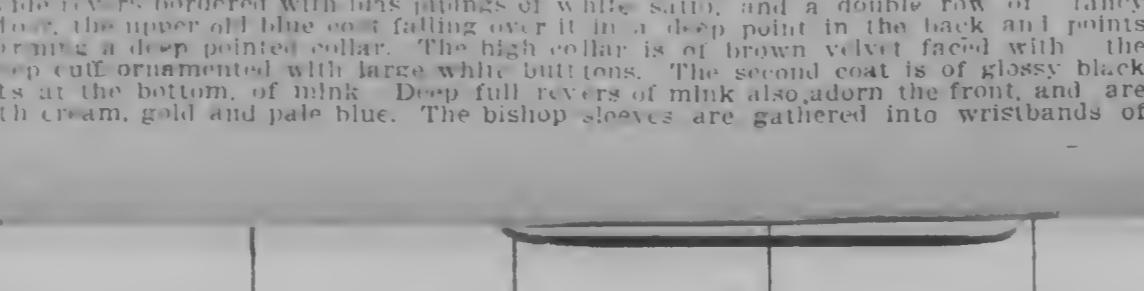 bordered with bias pipings of white satin, and a double row of fancy
the upper old blue coat falling over it in a deep point in the back and points
a deep pointed collar. The high collar is of brown velvet faced with the
cuff ornamented with large white butttons. The second coat is of glossy black
ts at the bottom, of mink Deep full revers of mink also adorn the front, and are
th cream, gold and pale blue. The bishop sleeves are gathered into wristbands of